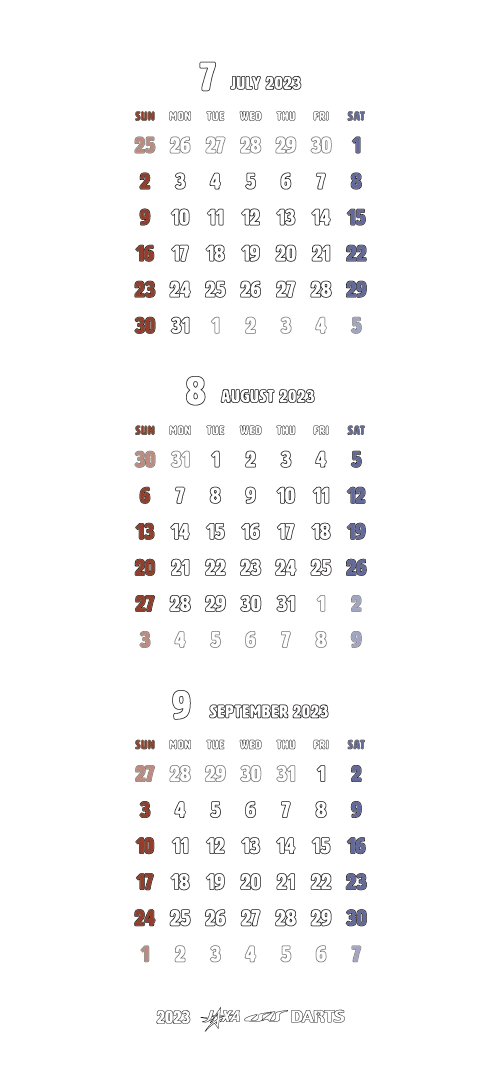 7 JULY 2023
SUN MON TUE WED THU FRI SAT
25 26 27 28 29 30 1
2 3 4 5 6 7 8
9 10 11 12 13 14 15
16 17 18 19 20 21 22
23 24 25 26 27 28 29
30 31 1 2 3 4 5
8 AUGUST 2023
SUN MON TUE WED THU FRI SAT
30 31 1 2 3 4 5
6 7 8 9 10 11 12
13 14 15 16 17 18 19
20 21 22 23 24 25 26
27 28 29 30 31 1 2
3 4 5 6 7 8 9
9 SEPTEMBER 2023
SUN MON TUE WED THU FRI SAT
27 28 29 30 31 1 2
3 4 5 6 7 8 9
10 11 12 13 14 15 16
17 18 19 20 21 22 23
24 25 26 27 28 29 30
1 2 3 4 5 6 7
2023 JAXA DARTS